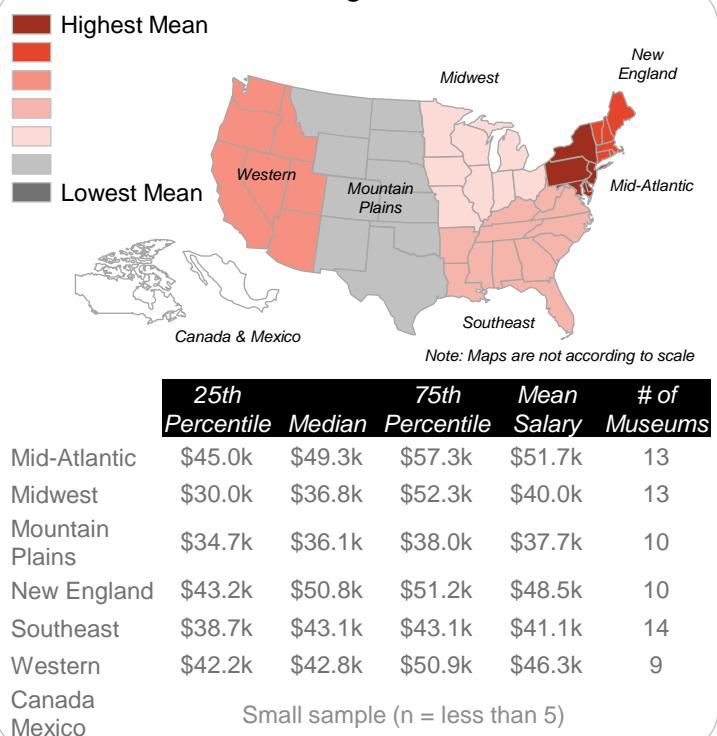 Highest Mean
Lowest Mean
New
England
Midwest
Western
Mountain
Plains
Mid-Atlantic
Southeast
Canada & Mexico
Note: Maps are not according to scale
25th Percentile Median 75th Percentile Mean Salary # of Museums
Mid-Atlantic $45.0k $49.3k $57.3k $51.7k 13
Midwest $30.0k $36.8k $52.3k $40.0k 13
Mountain
Plains $34.7k $36.1k $38.0k $37.7k 10
New England $43.2k $50.8k $51.2k $48.5k 10
Southeast $38.7k $43.1k $43.1k $41.1k 14
Western $42.2k $42.8k $50.9k $46.3k 9
Canada
Mexico Small sample (n = less than 5)